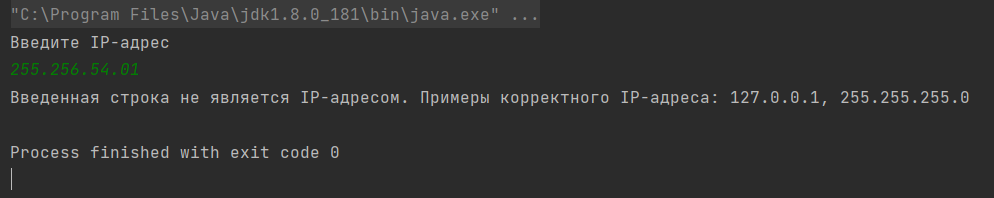 "C:\Program Files\Java\jdk1.8.0_181\bin\java.exe" ...
Введите IP-адрес
255.256.54.01
Введенная строка не является IP-адресом. Примеры корректного IP-адреса: 127.0.0.1, 255.255.255.0
Process finished with exit code 0